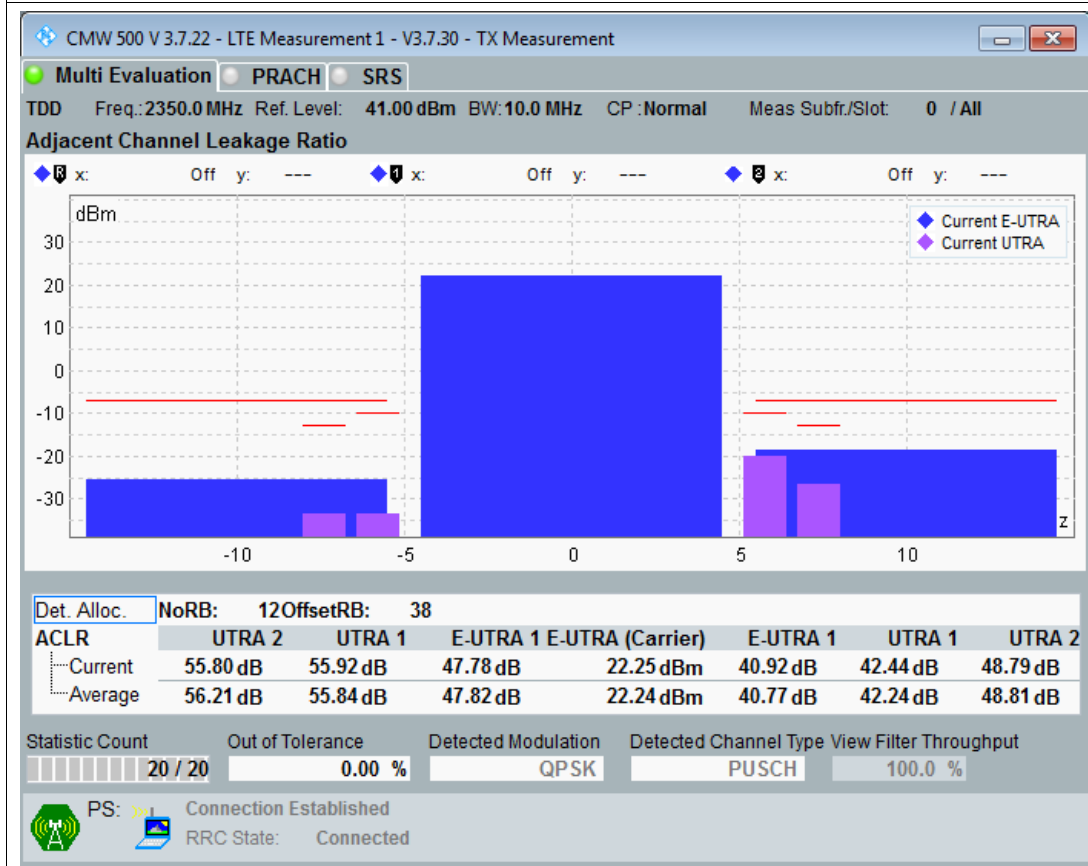 CMW 500 V 3.7.22 - LTE Measurement 1 - V3.7.30 - TX Measurement
Multi Evaluation PRACH SRS
TDD Freq.: 2350.0 MHz Ref. Level: 41.00 dBm BW: 10.0 MHz CP : Normal Meas Subfr./Slot: 0 / All
Adjacent Channel Leakage Ratio
R x: Off y: --- 1 x: Off y: --- 2 x: Off y: ---
dBm
Current E-UTRA
Current UTRA
30
20
10
0
-10
-20
-30
z
-10 -5 0 5 10
Det. Alloc. NoRB: 12 OffsetRB: 38
ACLR UTRA 2 UTRA 1 E-UTRA 1 E-UTRA (Carrier) E-UTRA 1 UTRA 1 UTRA 2
Current 55.80 dB 55.92 dB 47.78 dB 22.25 dBm 40.92 dB 42.44 dB 48.79 dB
Average 56.21 dB 55.84 dB 47.82 dB 22.24 dBm 40.77 dB 42.24 dB 48.81 dB
Statistic Count Out of Tolerance Detected Modulation Detected Channel Type View Filter Throughput
20 / 20 0.00 % QPSK PUSCH 100.0 %
PS: Connection Established
RRC State: Connected